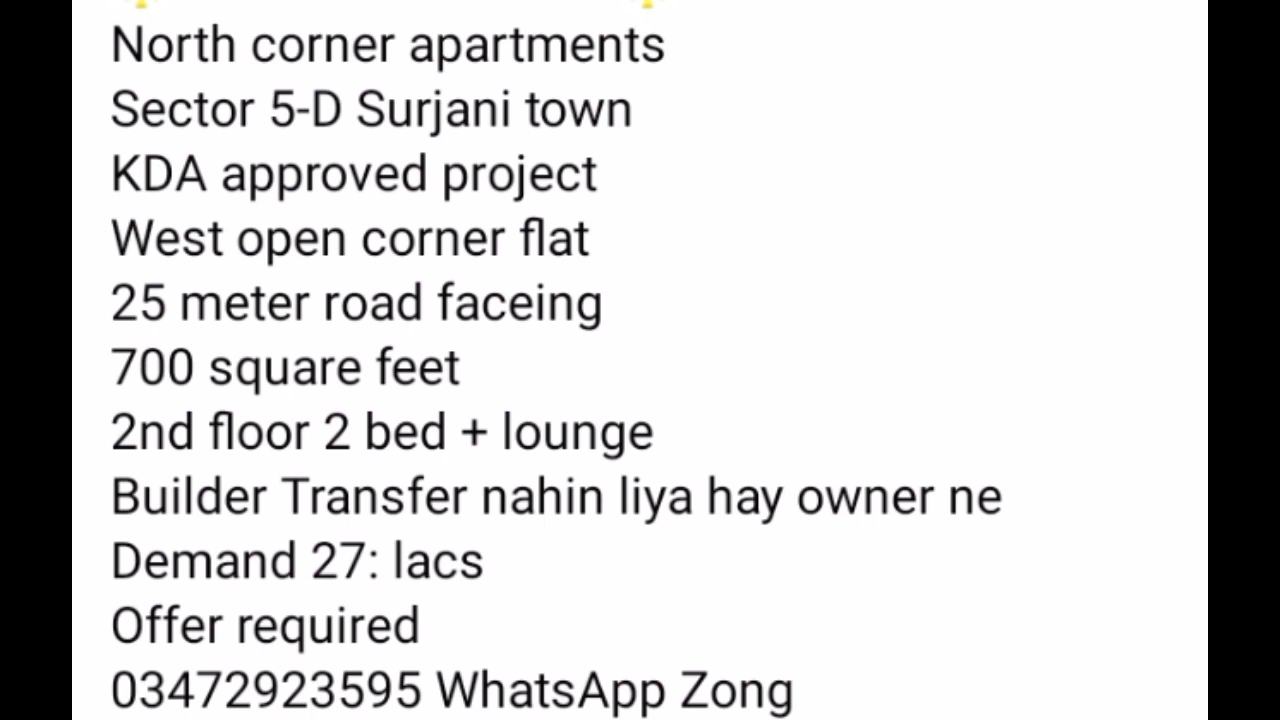 North corner apartments
Sector 5-D Surjani town
KDA approved project
West open corner flat
25 meter road faceing
700 square feet
2nd floor 2 bed + lounge
Builder Transfer nahin liya hay owner ne
Demand 27: lacs
Offer required
03472923595 WhatsApp Zong